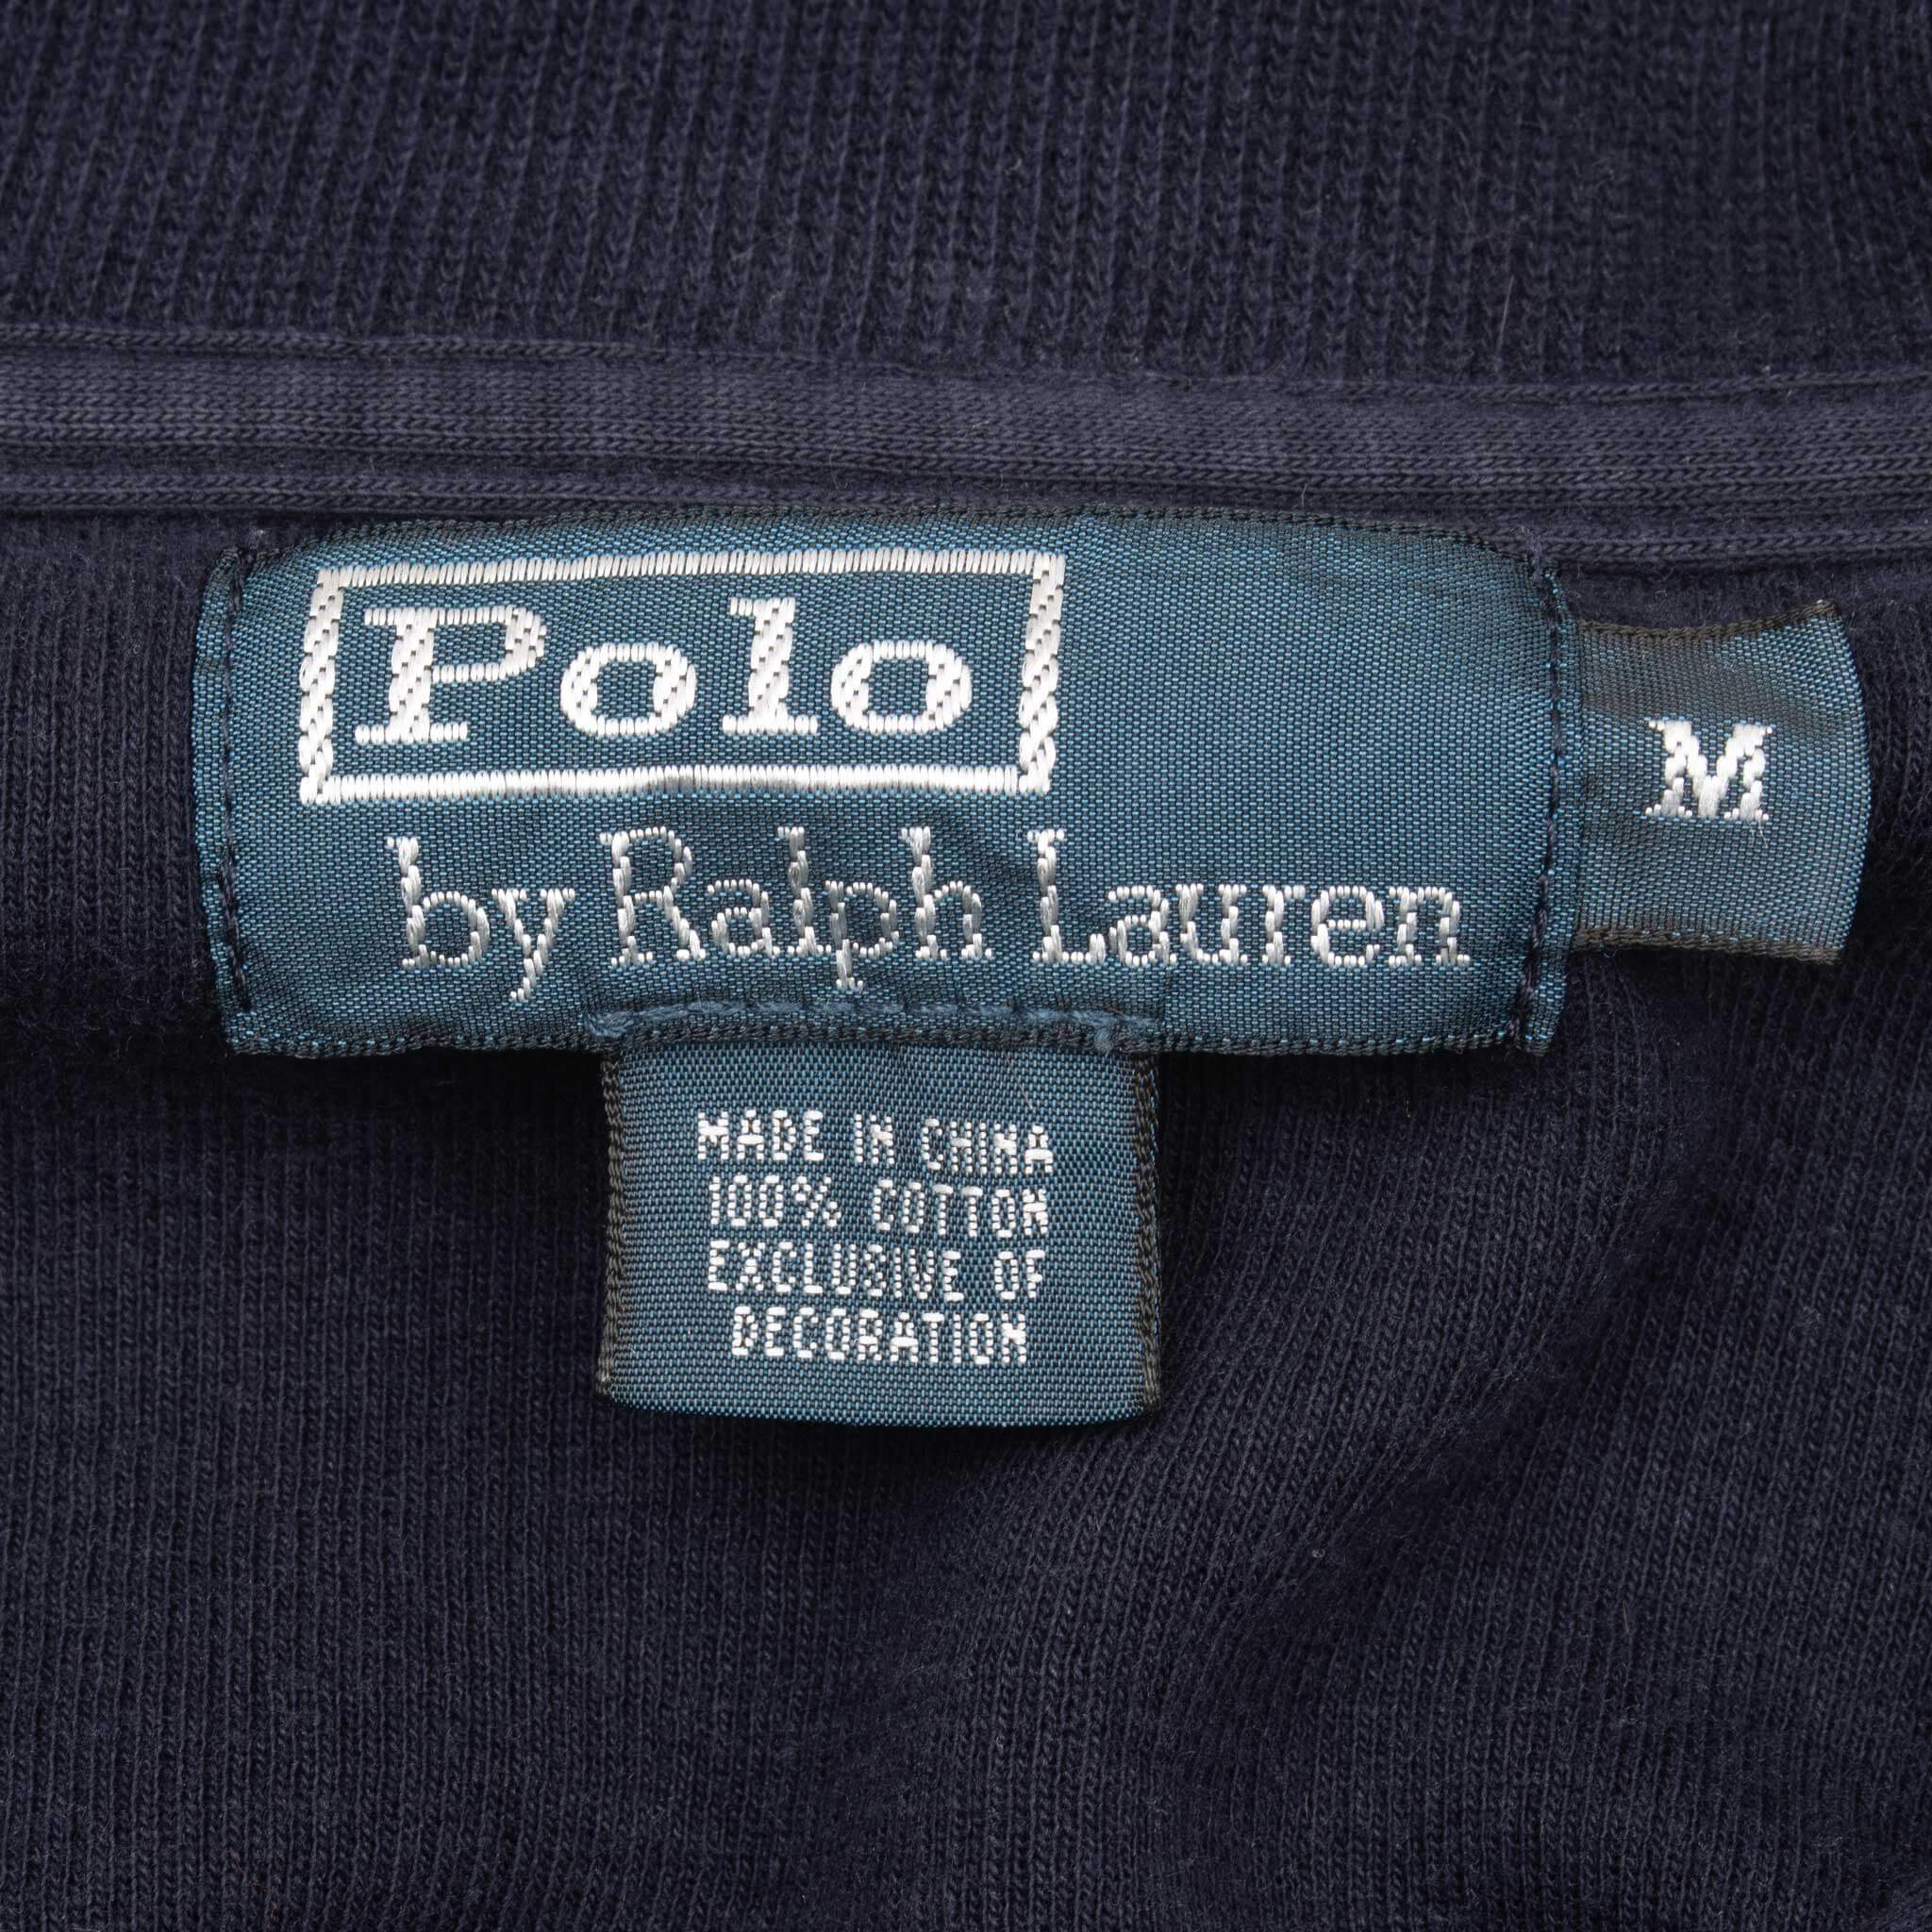 Polo
by Ralph Lauren
M
MADE IN CHINA
100% COTTON
EXCLUSIVE OF
DECORATION